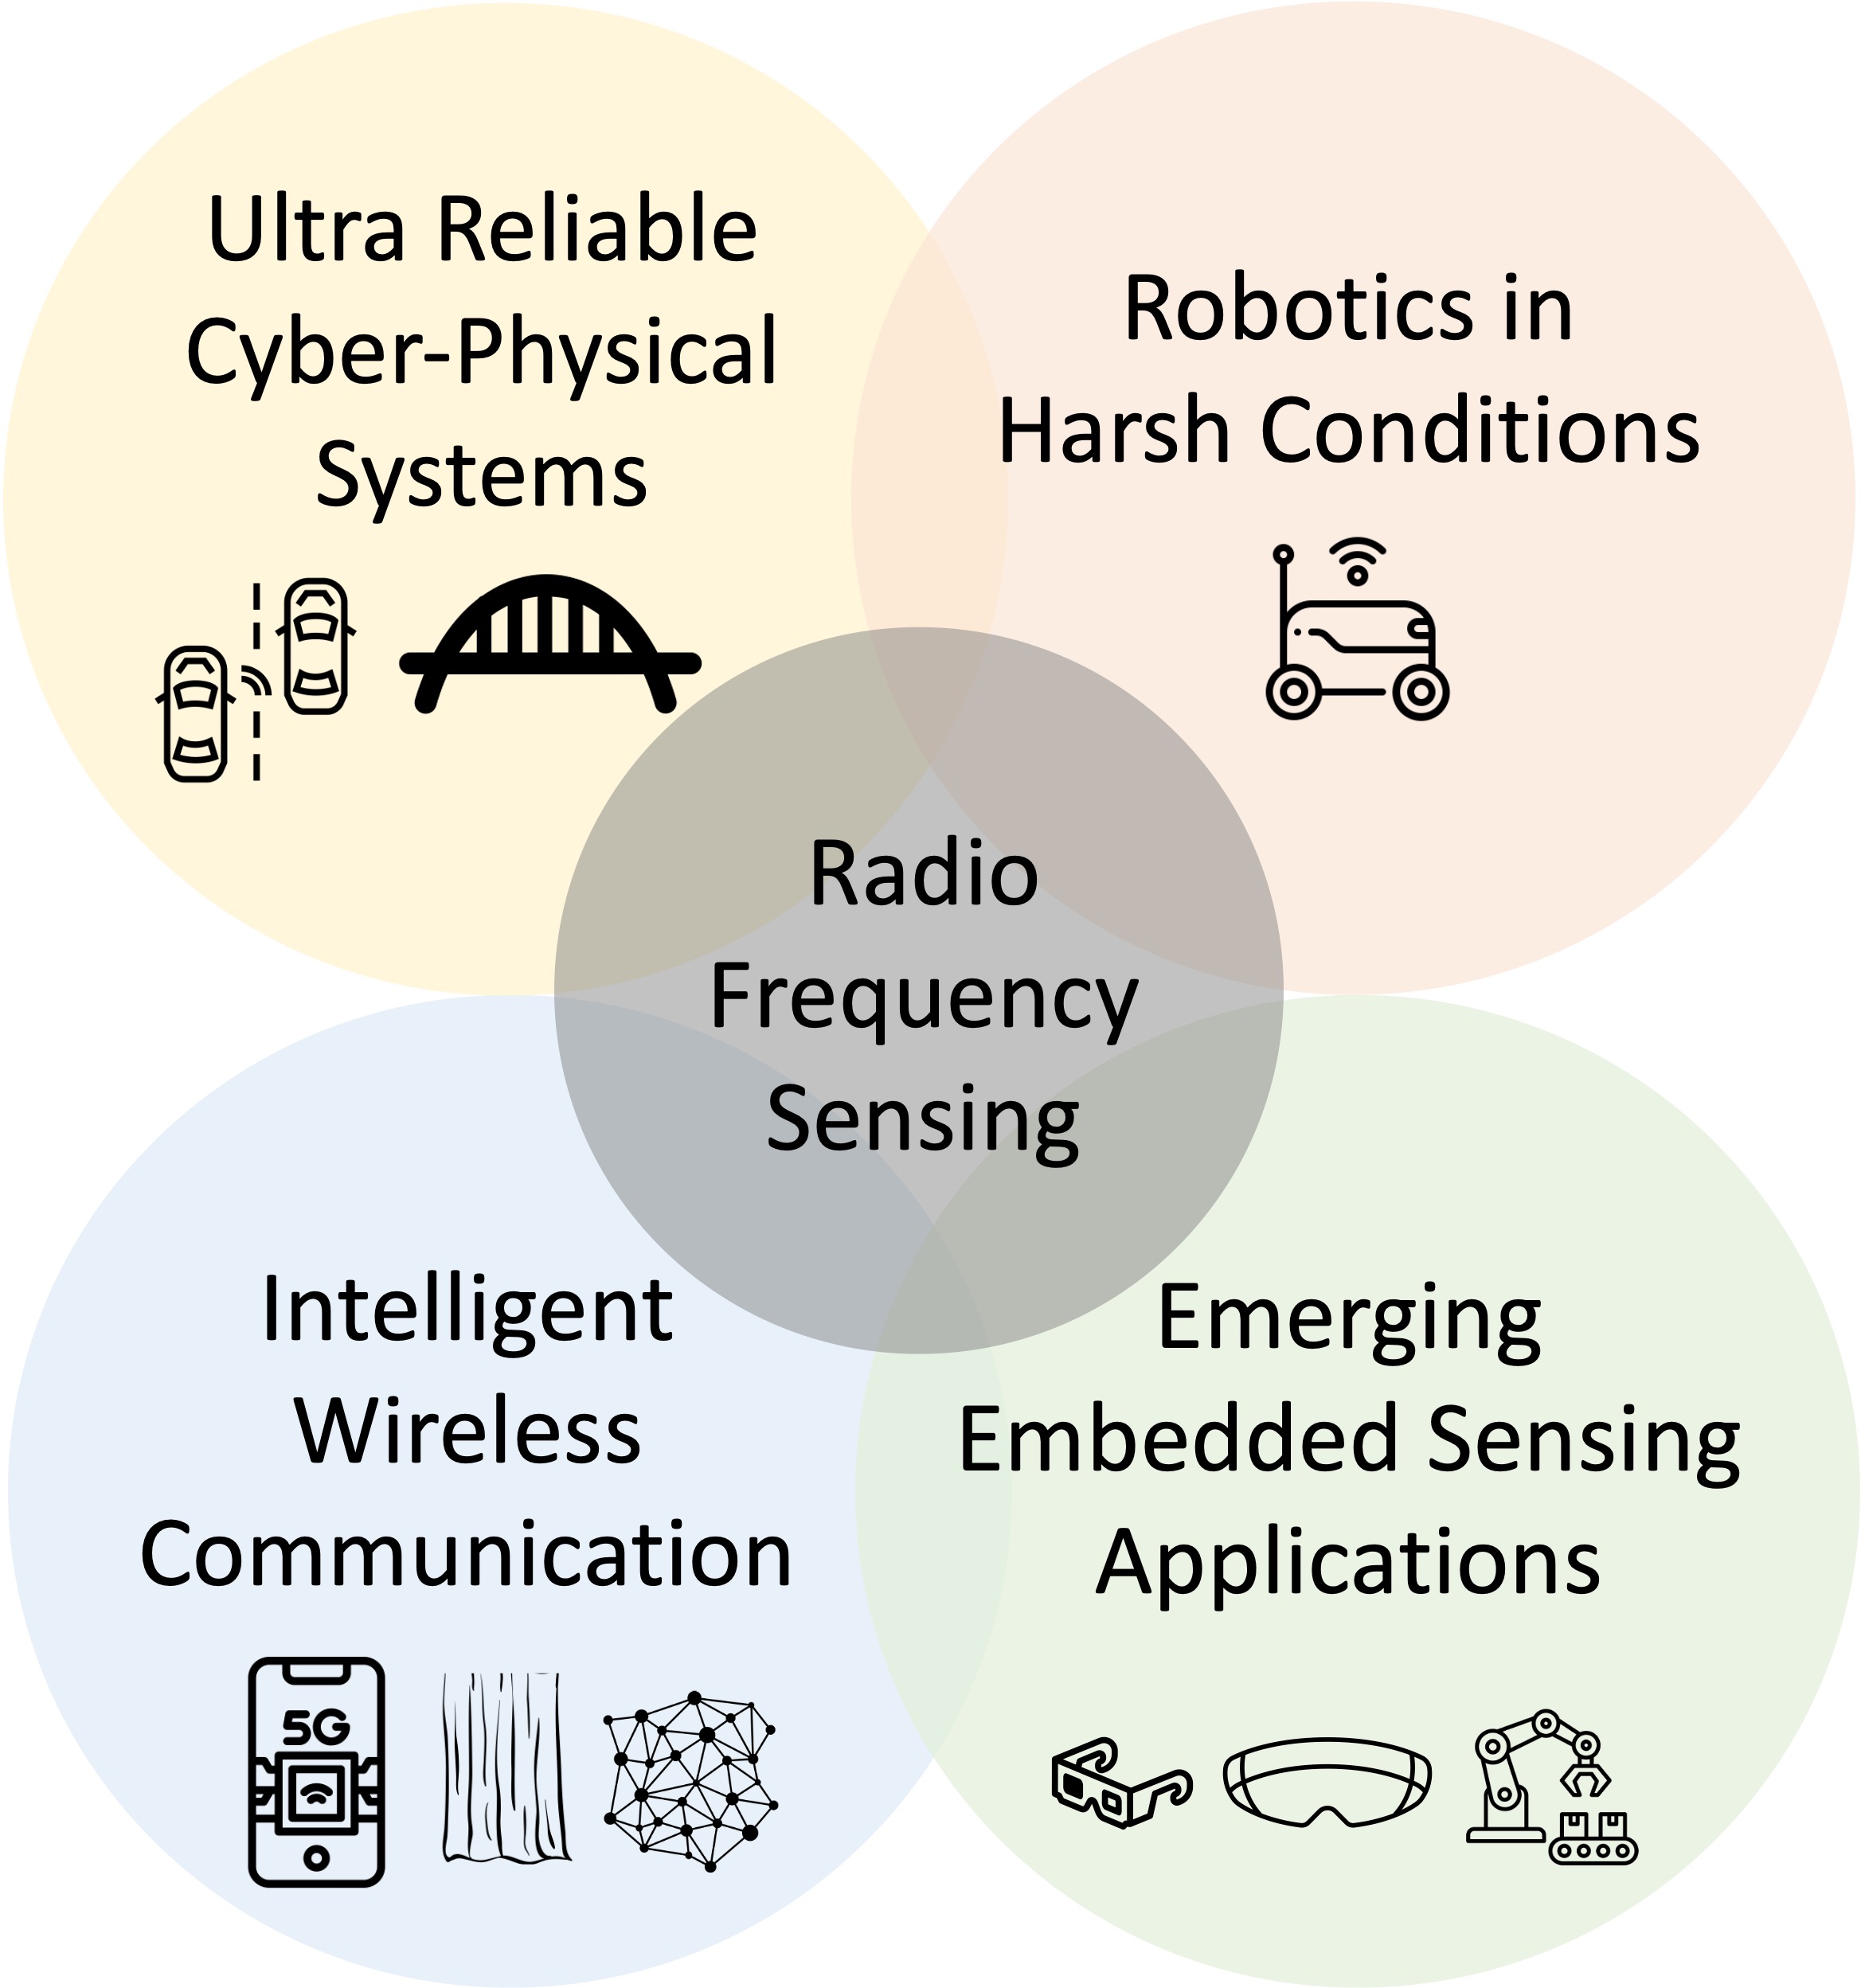 Ultra Reliable
Cyber-Physical
Systems
Robotics in
Harsh Conditions
Radio
Frequency
Sensing
Intelligent
Wireless
Communication
5G
Emerging
Embedded Sensing
Applications